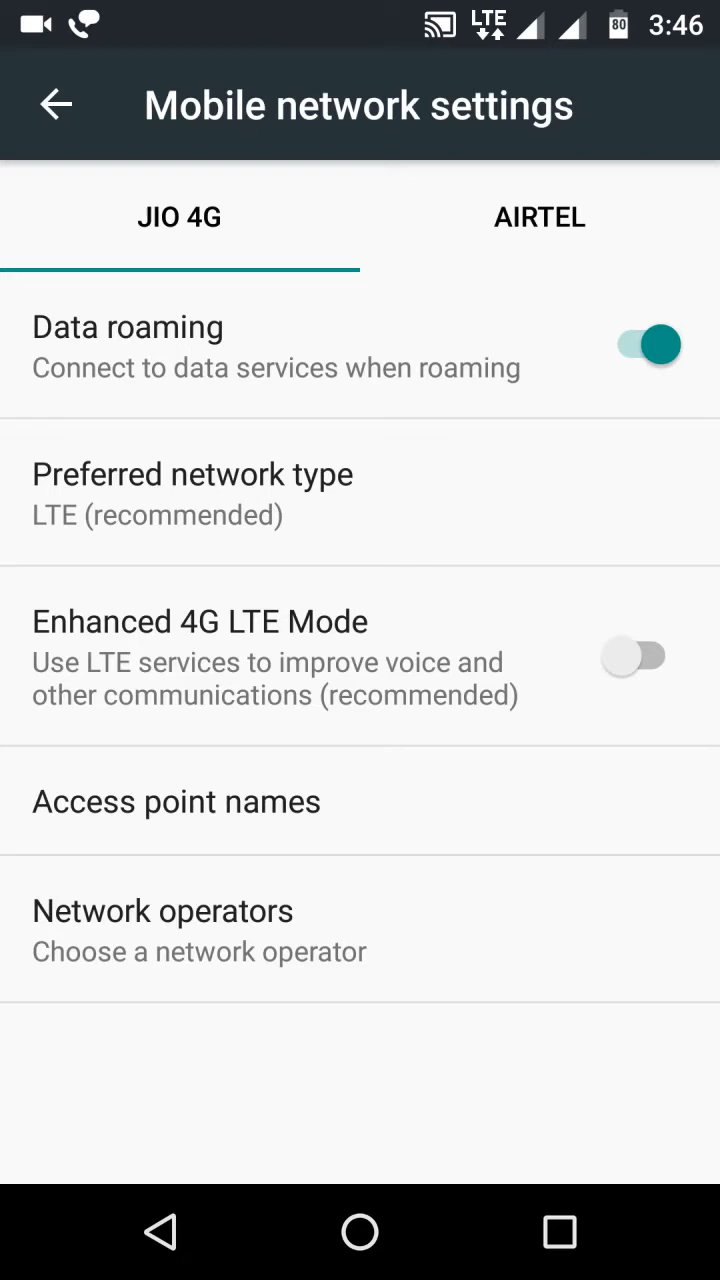 LTE 80 3:46
Mobile network settings
JIO 4G AIRTEL
Data roaming
Connect to data services when roaming
Preferred network type
LTE (recommended)
Enhanced 4G LTE Mode
Use LTE services to improve voice and
other communications (recommended)
Access point names
Network operators
Choose a network operator